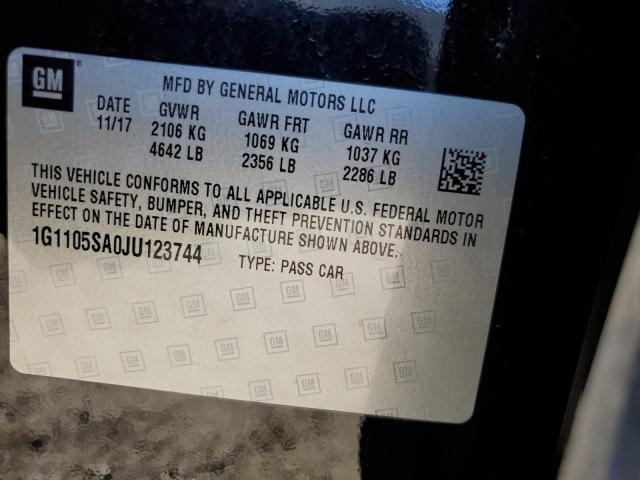 GM
MFD BY GENERAL MOTORS LLC
DATE GVWR GAWR FRT GAWR RR
11/17 2106 KG 1069 KG 1037 KG
4642 LB 2356 LB 2286 LB
THIS VEHICLE CONFORMS TO ALL APPLICABLE U.S. FEDERAL MOTOR
VEHICLE SAFETY, BUMPER, AND THEFT PREVENTION STANDARDS IN
EFFECT ON THE DATE OF MANUFACTURE SHOWN ABOVE.
1G1105SA0JU123744 TYPE: PASS CAR